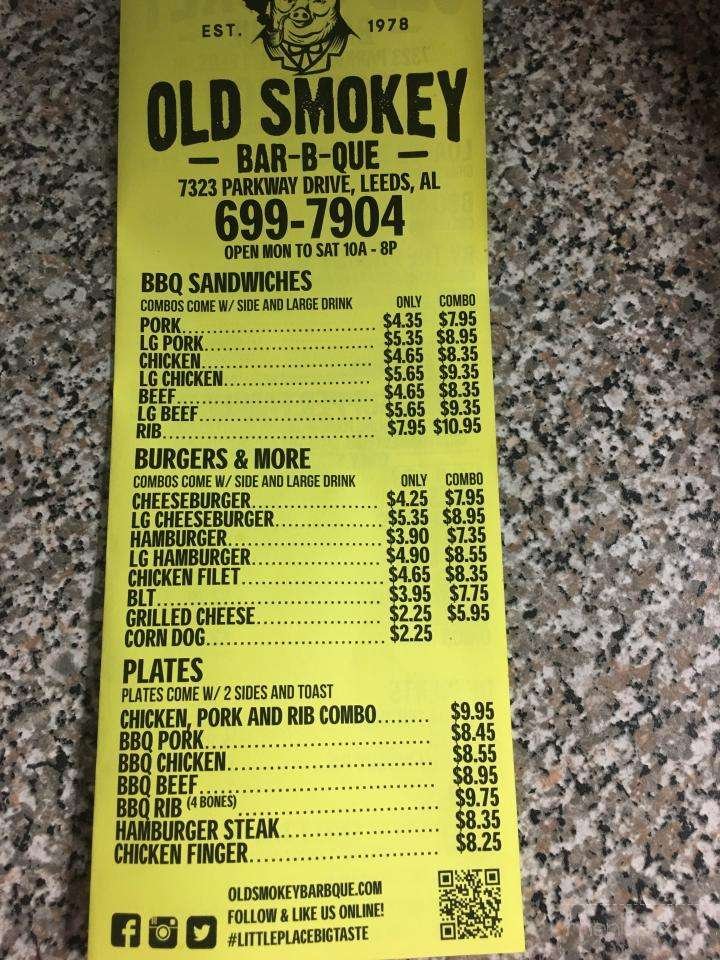 EST. 1978
OLD SMOKEY
BAR-B-QUE
7323 PARKWAY DRIVE, LEEDS, AL
699-7904
OPEN MON TO SAT 10A - 8P
BBQ SANDWICHES
COMBOS COME W/ SIDE AND LARGE DRINK ONLY COMBO
PORK........................ $4.35 $7.95
LG PORK........................ $5.35 $8.95
CHICKEN........................ $4.65 $8.35
LG CHICKEN........................ $5.65 $9.35
BEEF........................ $4.65 $8.35
LG BEEF........................ $5.65 $9.35
RIB........................ $7.95 $10.95
BURGERS & MORE
COMBOS COME W/ SIDE AND LARGE DRINK ONLY COMBO
CHEESEBURGER........................ $4.25 $7.95
LG CHEESEBURGER........................ $5.35 $8.95
HAMBURGER........................ $3.90 $7.35
LG HAMBURGER........................ $4.90 $8.55
CHICKEN FILET........................ $4.65 $8.35
BLT........................ $3.95 $7.75
GRILLED CHEESE........................ $2.25 $5.95
CORN DOG........................ $2.25
PLATES
PLATES COME W/ 2 SIDES AND TOAST
CHICKEN, PORK AND RIB COMBO........ $9.95
BBQ PORK........................ $8.45
BBQ CHICKEN........................ $8.55
BBQ BEEF........................ $8.95
BBQ RIB (4 BONES)........................ $9.75
HAMBURGER STEAK........................ $8.35
CHICKEN FINGER........................ $8.25
OLDSMOKEYBARBQUE.COM
FOLLOW & LIKE US ONLINE!
#LITTLEPLACEBIGTASTE